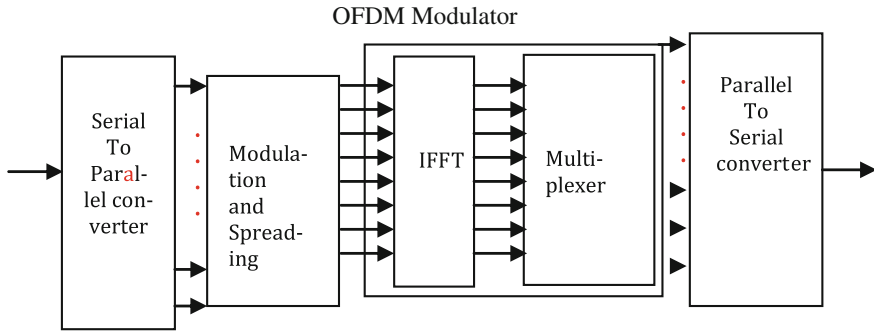 OFDM Modulator
Serial
To
Paral-
lel con-
verter
Modula-
tion
and
Spread-
ing
IFFT
Multi-
plexer
Parallel
To
Serial
converter